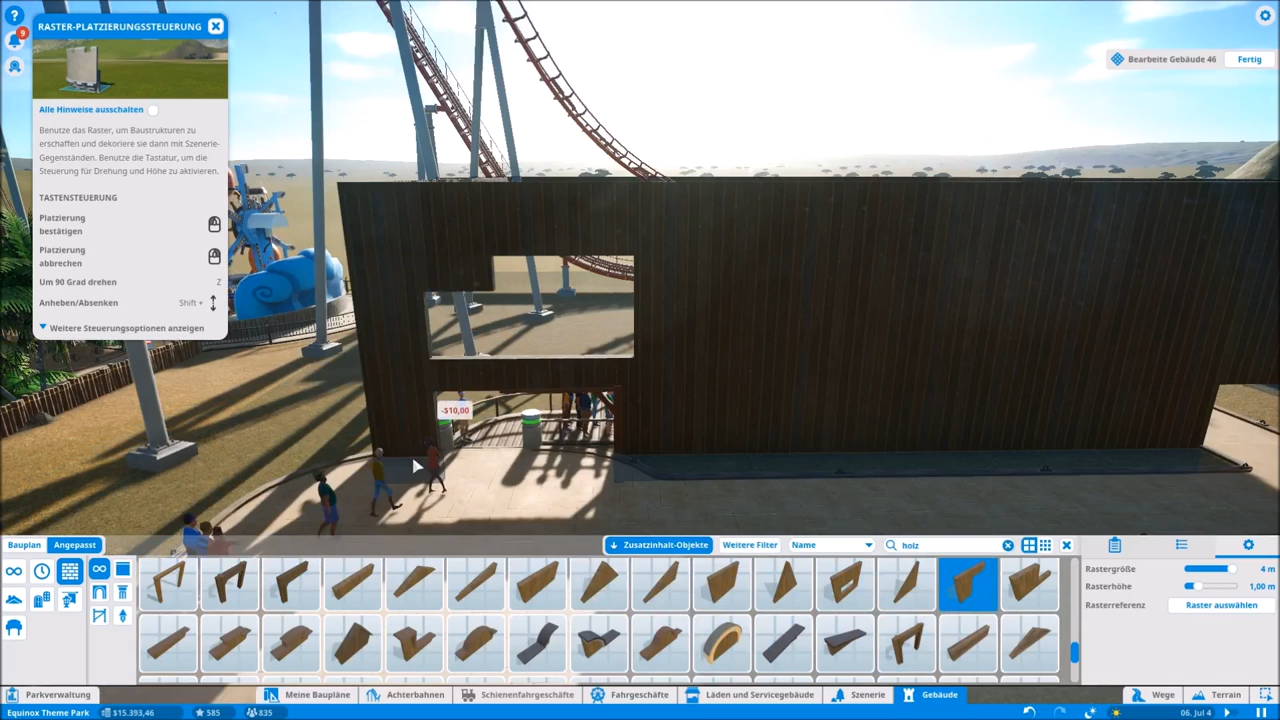 RASTER-PLATZIERUNGSSTEUERUNG
9
Alle Hinweise ausschalten
Benutze das Raster, um Baustrukturen zu
erschaffen und dekoriere sie dann mit Szenerie-
Gegenständen. Benutze die Tastatur, um die
Steuerung für Drehung und Höhe zu aktivieren.
TASTENSTEUERUNG
Platzierung
bestätigen
Platzierung
abbrechen
Um 90 Grad drehen Z
Anheben/Absenken Shift +
Weitere Steuerungsoptionen anzeigen
Bearbeite Gebäude 46 Fertig
-$10,00
Bauplan Angepasst Zusatzinhalt-Objekte Weitere Filter Name holz
Rastergröße 4 m
Rasterhöhe 1,00 m
Rasterreferenz Raster auswählen
Parkverwaltung Meine Baupläne Achterbahnen Schienenfahrgeschäfte Fahrgeschäfte Läden und Servicegebäude Szenerie Gebäude Wege Terrain
Equinox Theme Park $15.393,46 585 835 06. Jul 4